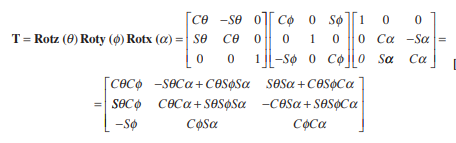 T = Rotz (θ) Roty (ϕ) Rotx (α) = [Cθ −Sθ 0] [Cϕ 0 Sϕ] [1 0 0] =
[Sθ Cθ 0] [0 1 0] [0 Cα −Sα]
[0 0 1] [−Sϕ 0 Cϕ] [0 Sα Cα] [
= [CθCϕ −SθCα + CθSϕSα SθSα + CθSϕCα]
[SθCϕ CθCα + SθSϕSα −CθSα + SθSϕCα]
[−Sϕ CϕSα CϕCα]